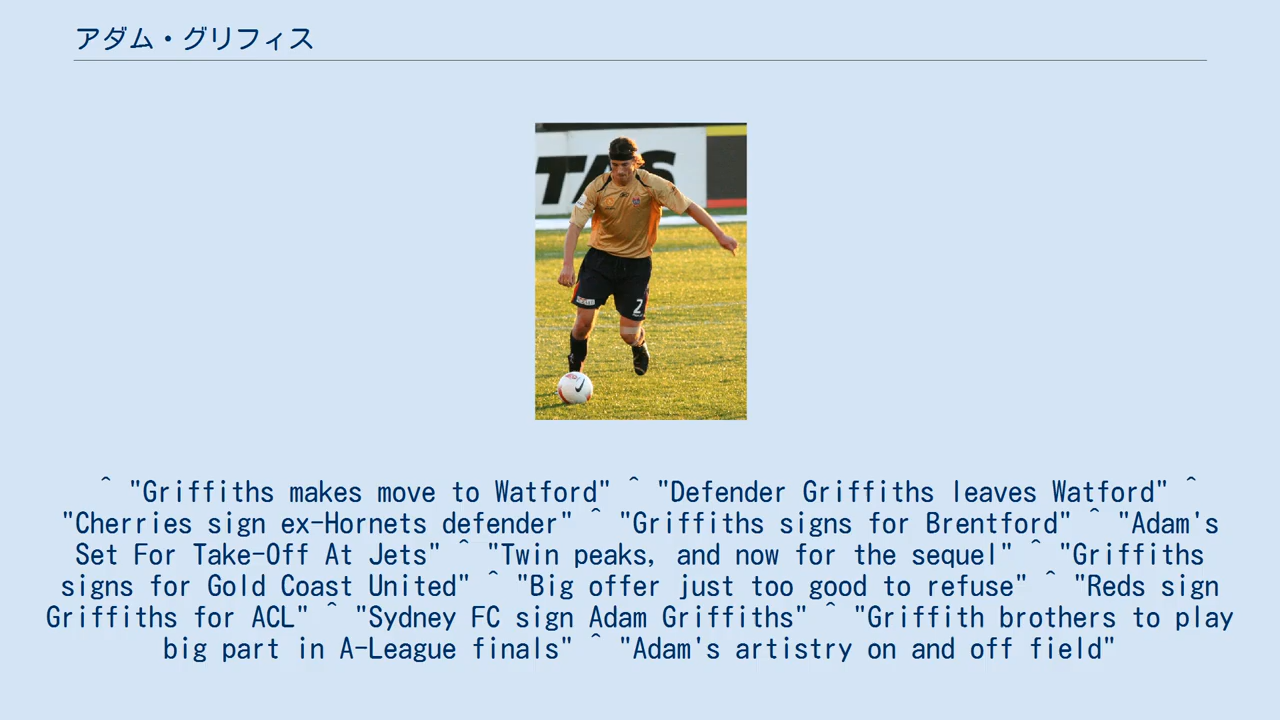 アダム・グリフィス
TAS
2
^ "Griffiths makes move to Watford" ^ "Defender Griffiths leaves Watford" ^
"Cherries sign ex-Hornets defender" ^ "Griffiths signs for Brentford" ^ "Adam's
Set For Take-Off At Jets" ^ "Twin peaks, and now for the sequel" ^ "Griffiths
signs for Gold Coast United" ^ "Big offer just too good to refuse" ^ "Reds sign
Griffiths for ACL" ^ "Sydney FC sign Adam Griffiths" ^ "Griffith brothers to play
big part in A-League finals" ^ "Adam's artistry on and off field"